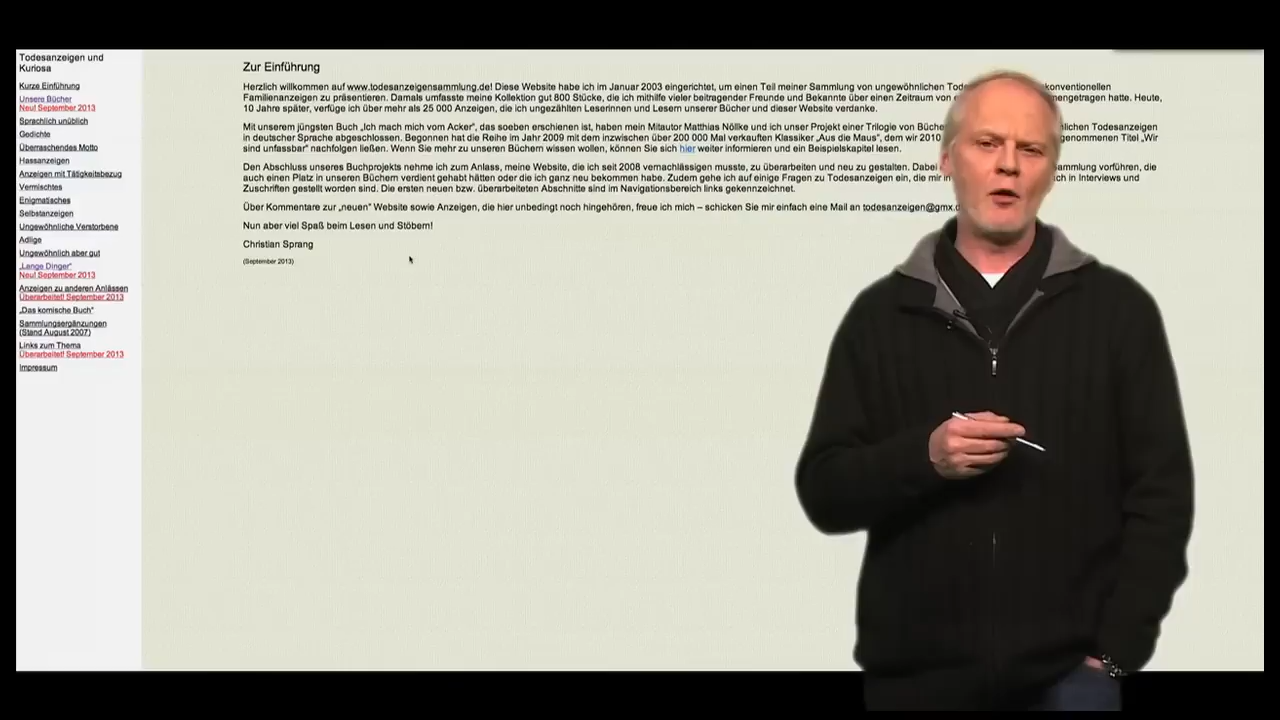 Todesanzeigen und
Kuriosa
Kurze Einführung
Unsere Bücher
Neu! September 2013
Sprachlich unüblich
Gedichte
Überraschendes Motto
Hassanzeigen
Anzeigen mit Tätigkeitsbezug
Vermischtes
Enigmatisches
Selbstanzeigen
Ungewöhnliche Verstorbene
Adlige
Ungewöhnlich aber gut
„Lange Dinger"
Neu! September 2013
Anzeigen zu anderen Anlässen
Überarbeitet! September 2013
„Das komische Buch"
Sammlungsergänzungen
(Stand August 2007)
Links zum Thema
Überarbeitet! September 2013
Impressum
Zur Einführung
Herzlich willkommen auf www.todesanzeigensammlung.de! Diese Website habe ich im Januar 2003 eingerichtet, um einen Teil meiner Sammlung von ungewöhnlichen konventionellen
Familienanzeigen zu präsentieren. Damals umfasste meine Kollektion gut 800 Stücke, die ich mithilfe vieler beitragender Freunde und Bekannte über einen Zeitraum von hatte. Heute,
10 Jahre später, verfüge ich über mehr als 25 000 Anzeigen, die ich ungezählten Leserinnen und Lesern unserer Bücher und dieser Website verdanke.
Mit unserem jüngsten Buch „Ich mach mich vom Acker", das soeben erschienen ist, haben mein Mitautor Matthias Nöllke und ich unser Projekt einer Trilogie von Todesanzeigen
in deutscher Sprache abgeschlossen. Begonnen hat die Reihe im Jahr 2009 mit dem inzwischen über 200 000 Mal verkauften Klassiker „Aus die Maus", dem wir 2010 Titel „Wir
sind unfassbar" nachfolgen ließen. Wenn Sie mehr zu unseren Büchern wissen wollen, können Sie sich hier weiter informieren und ein Beispielskapitel lesen.
Den Abschluss unseres Buchprojekts nehme ich zum Anlass, meine Website, die ich seit 2008 vernachlässigen musste, zu überarbeiten und neu zu gestalten. Dabei vorführen, die
auch einen Platz in unseren Büchern verdient gehabt hätten oder die ich ganz neu bekommen habe. Zudem gehe ich auf einige Fragen zu Todesanzeigen ein, die mir in Interviews und
Zuschriften gestellt worden sind. Die ersten neuen bzw. überarbeiteten Abschnitte sind im Navigationsbereich links gekennzeichnet.
Über Kommentare zur „neuen" Website sowie Anzeigen, die hier unbedingt noch hingehören, freue ich mich – schicken Sie mir einfach eine Mail an todesanzeigen@gmx.d
Nun aber viel Spaß beim Lesen und Stöbern!
Christian Sprang
(September 2013)